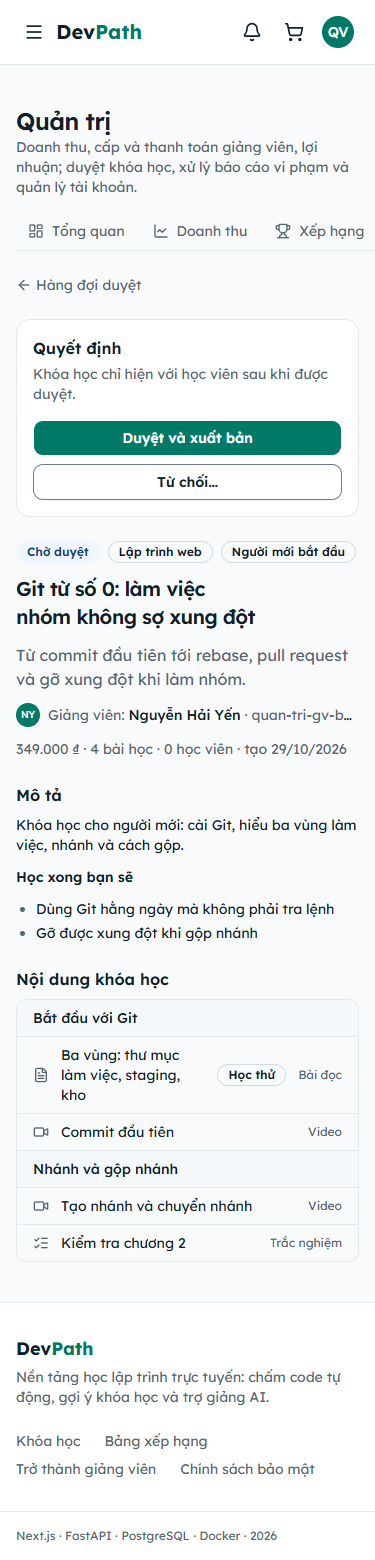 DevPath
QV
Quản trị
Doanh thu, cấp và thanh toán giảng viên, lợi
nhuận; duyệt khóa học, xử lý báo cáo vi phạm và
quản lý tài khoản.
Tổng quan Doanh thu Xếp hạng
Hàng đợi duyệt
Quyết định
Khóa học chỉ hiện với học viên sau khi được
duyệt.
Duyệt và xuất bản
Từ chối…
Chờ duyệt Lập trình web Người mới bắt đầu
Git từ số 0: làm việc
nhóm không sợ xung đột
Từ commit đầu tiên tới rebase, pull request
và gỡ xung đột khi làm nhóm.
NY Giảng viên: Nguyễn Hải Yến · quan-tri-gv-b…
349.000 ₫ · 4 bài học · 0 học viên · tạo 29/10/2026
Mô tả
Khóa học cho người mới: cài Git, hiểu ba vùng làm
việc, nhánh và cách gộp.
Học xong bạn sẽ
Dùng Git hằng ngày mà không phải tra lệnh
Gỡ được xung đột khi gộp nhánh
Nội dung khóa học
Bắt đầu với Git
Ba vùng: thư mục
làm việc, staging,
kho
Học thử Bài đọc
Commit đầu tiên Video
Nhánh và gộp nhánh
Tạo nhánh và chuyển nhánh Video
Kiểm tra chương 2 Trắc nghiệm
DevPath
Nền tảng học lập trình trực tuyến: chấm code tự
động, gợi ý khóa học và trợ giảng AI.
Khóa học Bảng xếp hạng
Trở thành giảng viên Chính sách bảo mật
Next.js · FastAPI · PostgreSQL · Docker · 2026